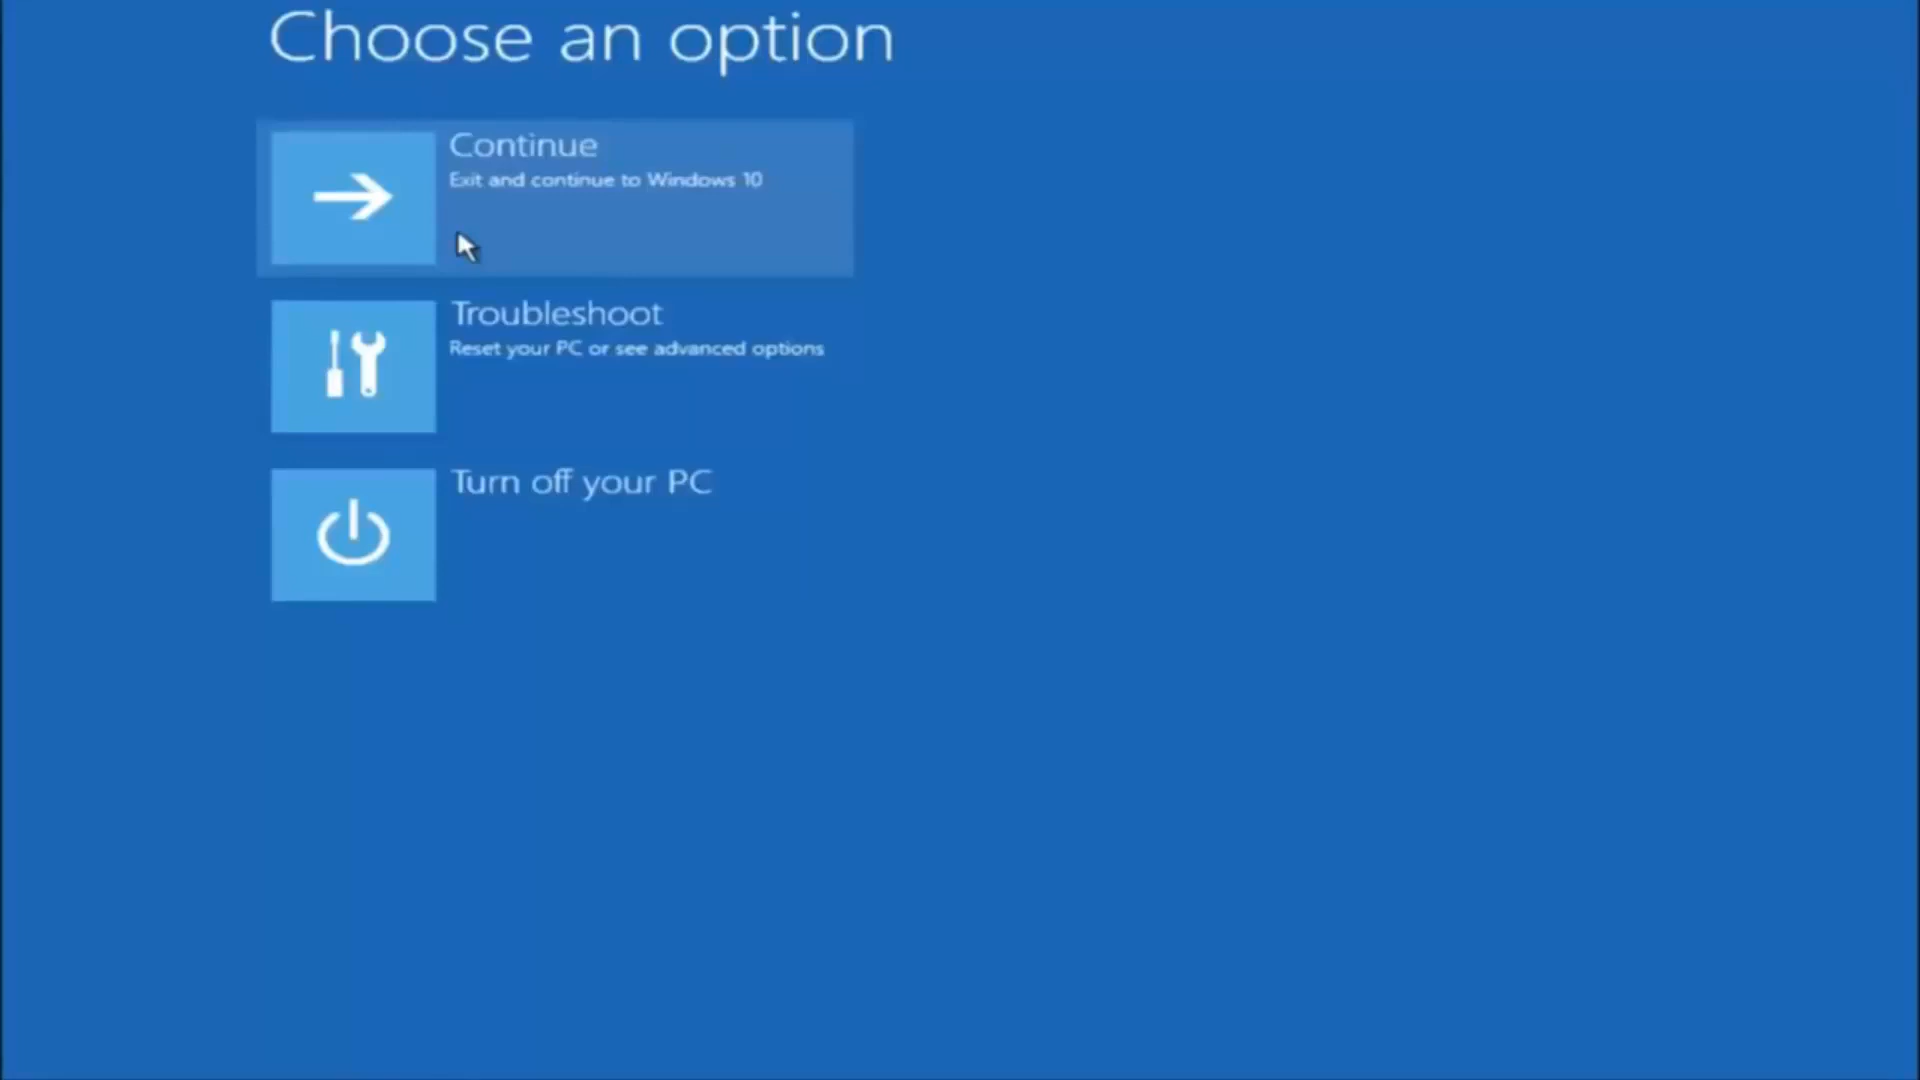 Choose an option
Continue
Exit and continue to Windows 10
Troubleshoot
Reset your PC or see advanced options
Turn off your PC